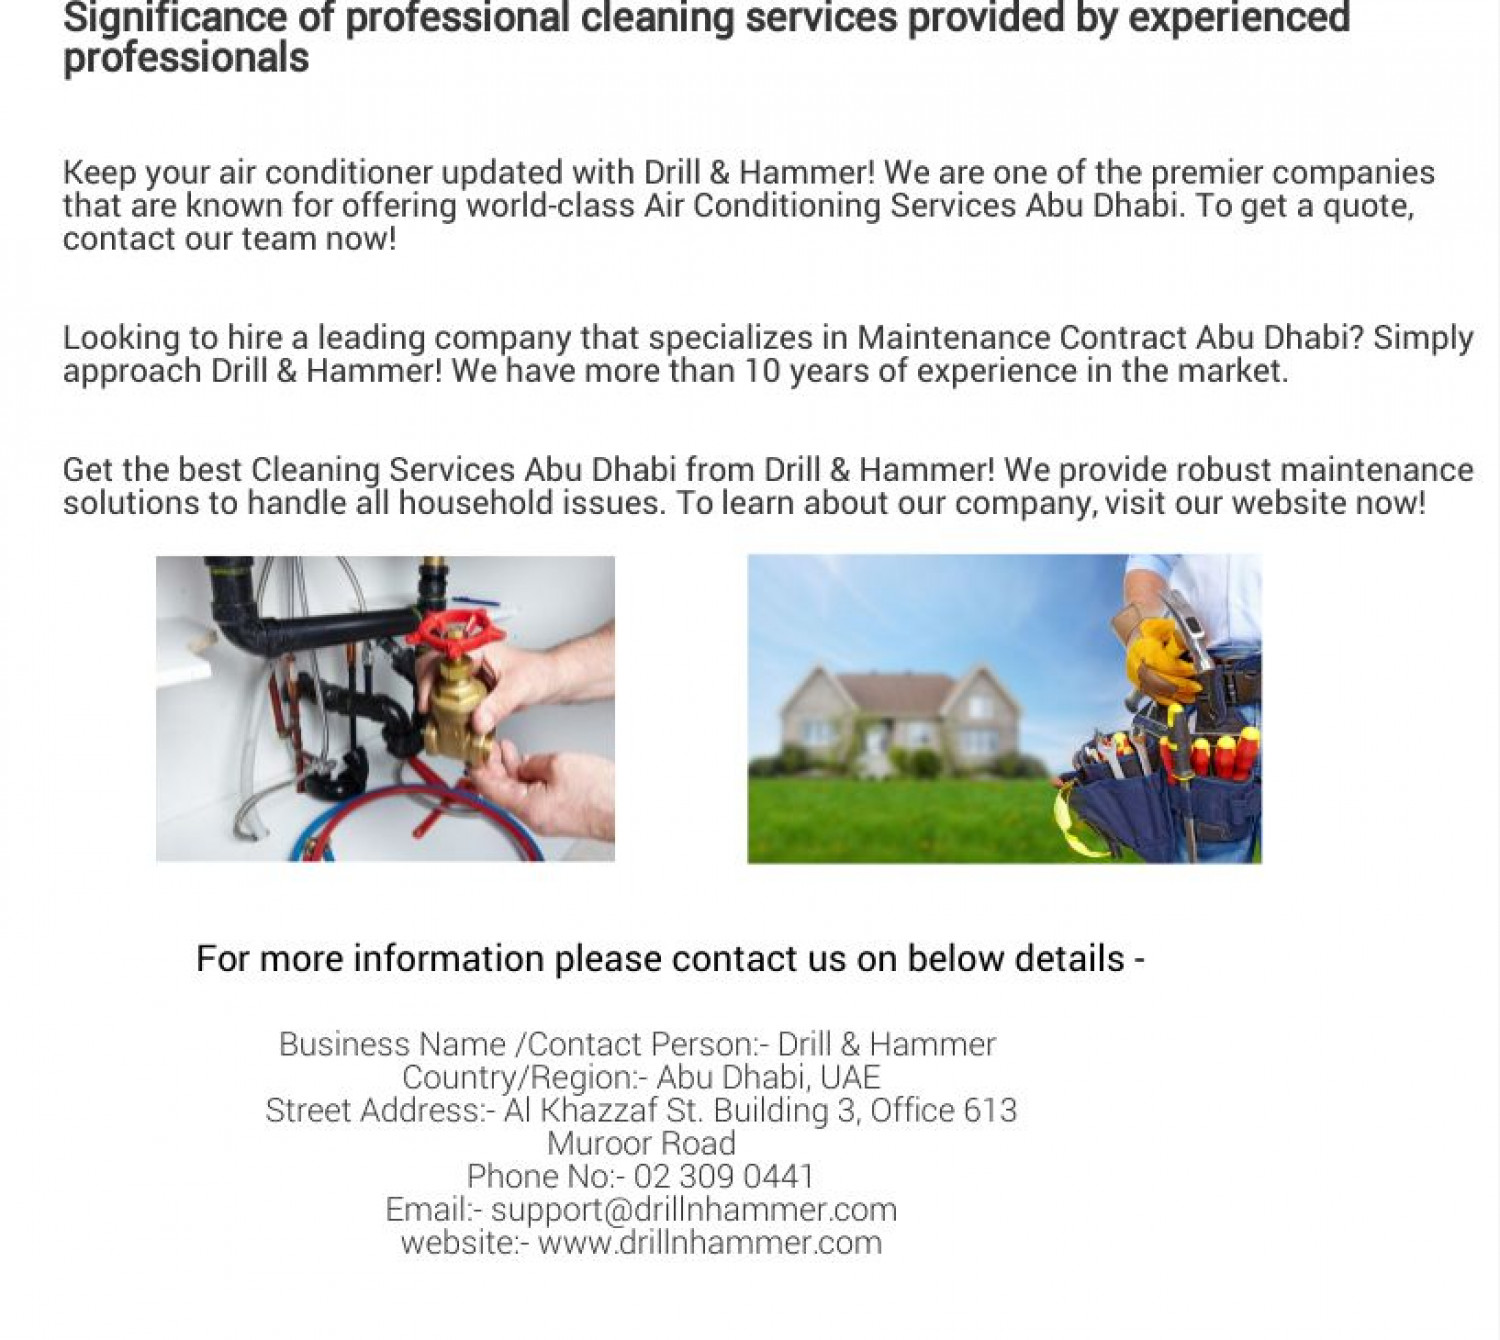 Significance of professional cleaning services provided by experienced
professionals
Keep your air conditioner updated with Drill & Hammer! We are one of the premier companies
that are known for offering world-class Air Conditioning Services Abu Dhabi. To get a quote,
contact our team now!
Looking to hire a leading company that specializes in Maintenance Contract Abu Dhabi? Simply
approach Drill & Hammer! We have more than 10 years of experience in the market.
Get the best Cleaning Services Abu Dhabi from Drill & Hammer! We provide robust maintenance
solutions to handle all household issues. To learn about our company, visit our website now!
For more information please contact us on below details -
Business Name /Contact Person:- Drill & Hammer
Country/Region:- Abu Dhabi, UAE
Street Address:- Al Khazzaf St. Building 3, Office 613
Muroor Road
Phone No:- 02 309 0441
Email:- support@drillnhammer.com
website:- www.drillnhammer.com